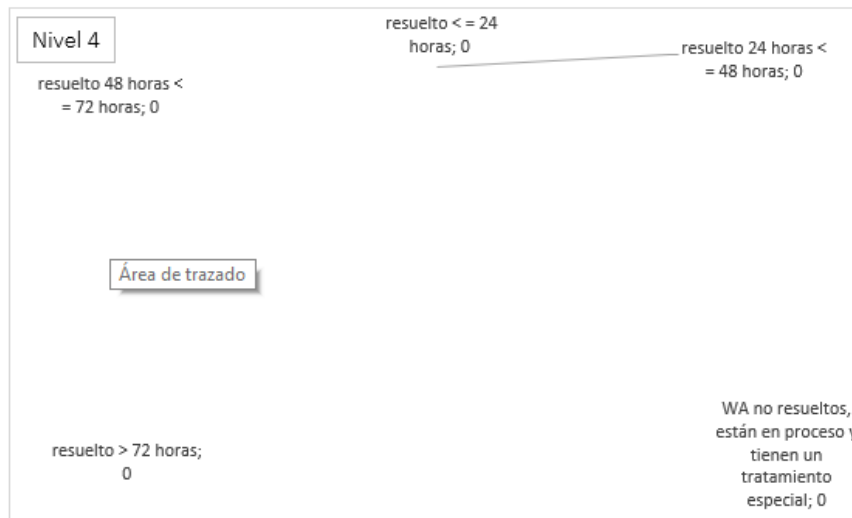 Nivel 4
resuelto < = 24
horas; 0
resuelto 24 horas <
= 48 horas; 0
resuelto 48 horas <
= 72 horas; 0
Área de trazado
resuelto > 72 horas;
0
WA no resueltos,
están en proceso y
tienen un
tratamiento
especial; 0